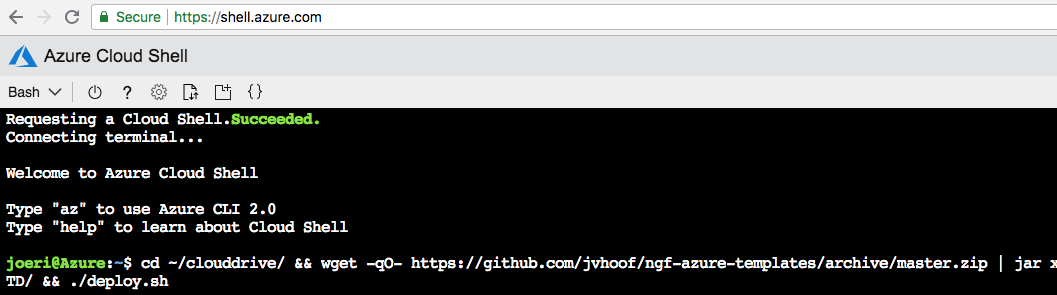 Secure https://shell.azure.com
Azure Cloud Shell
Bash ? {}
Requesting a Cloud Shell.Succeeded.
Connecting terminal...
Welcome to Azure Cloud Shell
Type "az" to use Azure CLI 2.0
Type "help" to learn about Cloud Shell
joeri@Azure:~$ cd ~/clouddrive/ && wget -qO- https://github.com/jvhoof/ngf-azure-templates/archive/master.zip | jar x
TD/ && ./deploy.sh